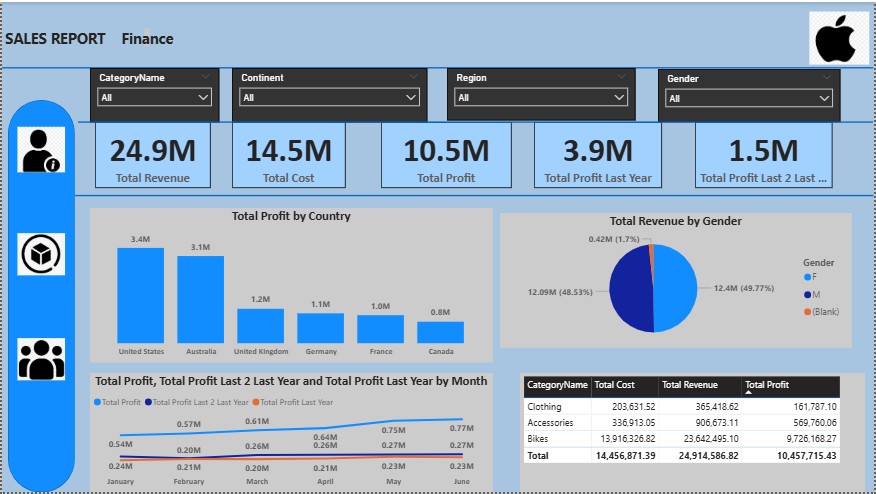 SALES REPORT Finance
CategoryName
All
Continent
All
Region
All
Gender
All
24.9M
Total Revenue
14.5M
Total Cost
10.5M
Total Profit
3.9M
Total Profit Last Year
1.5M
Total Profit Last 2 Last ...
Total Profit by Country
3.4M
3.1M
1.2M
1.1M
1.0M
0.8M
United States Australia United Kingdom Germany France Canada
Total Revenue by Gender
0.42M (1.7%)
12.09M (48.53%)
12.4M (49.77%)
Gender
F
M
(Blank)
Total Profit, Total Profit Last 2 Last Year and Total Profit Last Year by Month
Total Profit Total Profit Last 2 Last Year Total Profit Last Year
0.54M 0.57M 0.61M 0.64M 0.75M 0.77M
0.20M 0.26M 0.26M 0.27M 0.27M
0.24M 0.21M 0.20M 0.21M 0.23M 0.23M
January February March April May June
CategoryName Total Cost Total Revenue Total Profit
Clothing 203,631.52 365,418.62 161,787.10
Accessories 336,913.05 906,673.11 569,760.06
Bikes 13,916,326.82 23,642,495.10 9,726,168.27
Total 14,456,871.39 24,914,586.82 10,457,715.43